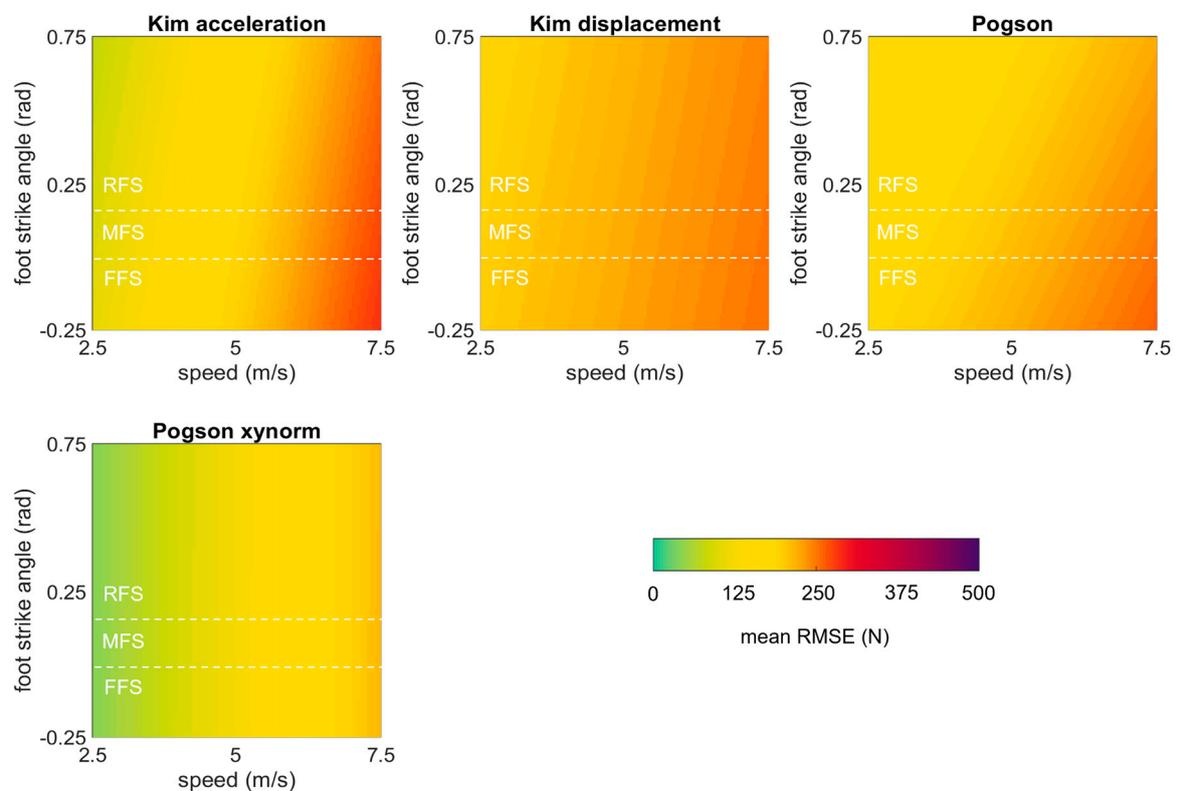 Kim acceleration
0.75
foot strike angle (rad)
0.25
RFS
MFS
FFS
-0.25
2.5 5 7.5
speed (m/s)
Kim displacement
0.75
foot strike angle (rad)
0.25
RFS
MFS
FFS
-0.25
2.5 5 7.5
speed (m/s)
Pogson
0.75
foot strike angle (rad)
0.25
RFS
MFS
FFS
-0.25
2.5 5 7.5
speed (m/s)
Pogson xynorm
0.75
foot strike angle (rad)
0.25
RFS
MFS
FFS
-0.25
2.5 5 7.5
speed (m/s)
0 125 250 375 500
mean RMSE (N)